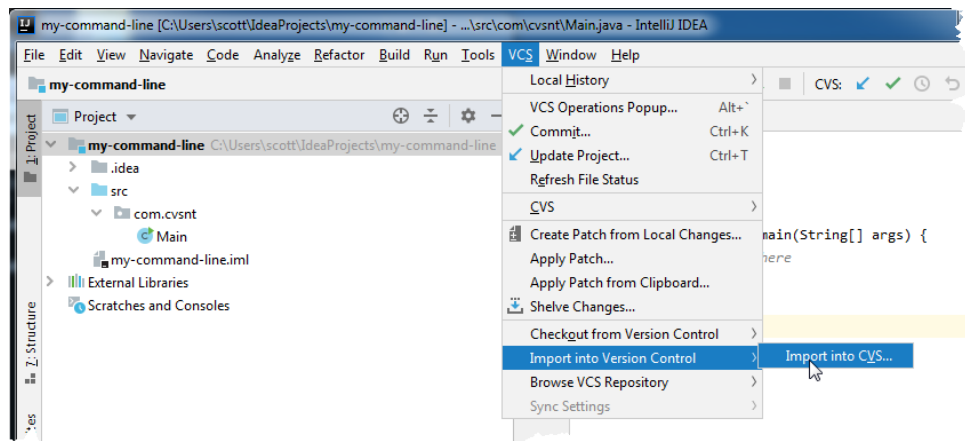 my-command-line [C:\Users\scott\IdeaProjects\my-command-line] - ...\src\com\cvsnt\Main.java - IntelliJ IDEA
File Edit View Navigate Code Analyze Refactor Build Run Tools VCS Window Help
my-command-line
CVS:
Project
1: Project
my-command-line C:\Users\scott\IdeaProjects\my-command-line
.idea
src
com.cvsnt
Main
my-command-line.iml
External Libraries
Scratches and Consoles
Z: Structure
Local History
VCS Operations Popup... Alt+`
Commit... Ctrl+K
Update Project... Ctrl+T
Refresh File Status
CVS
Create Patch from Local Changes...
Apply Patch...
Apply Patch from Clipboard...
Shelve Changes...
Checkout from Version Control
Import into Version Control
Import into CVS...
Browse VCS Repository
Sync Settings
main(String[] args) {
here